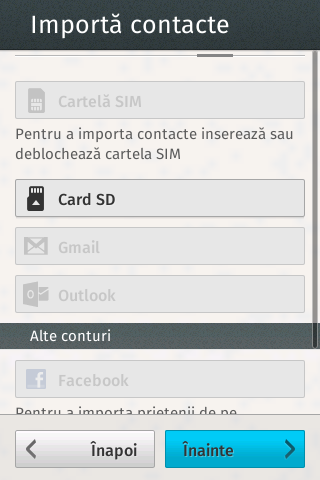 Importă contacte
Cartelă SIM
Pentru a importa contacte inserează sau
deblochează cartela SIM
Card SD
Gmail
Outlook
Alte conturi
Facebook
Pentru a importa prietenii de pe
Înapoi
Înainte